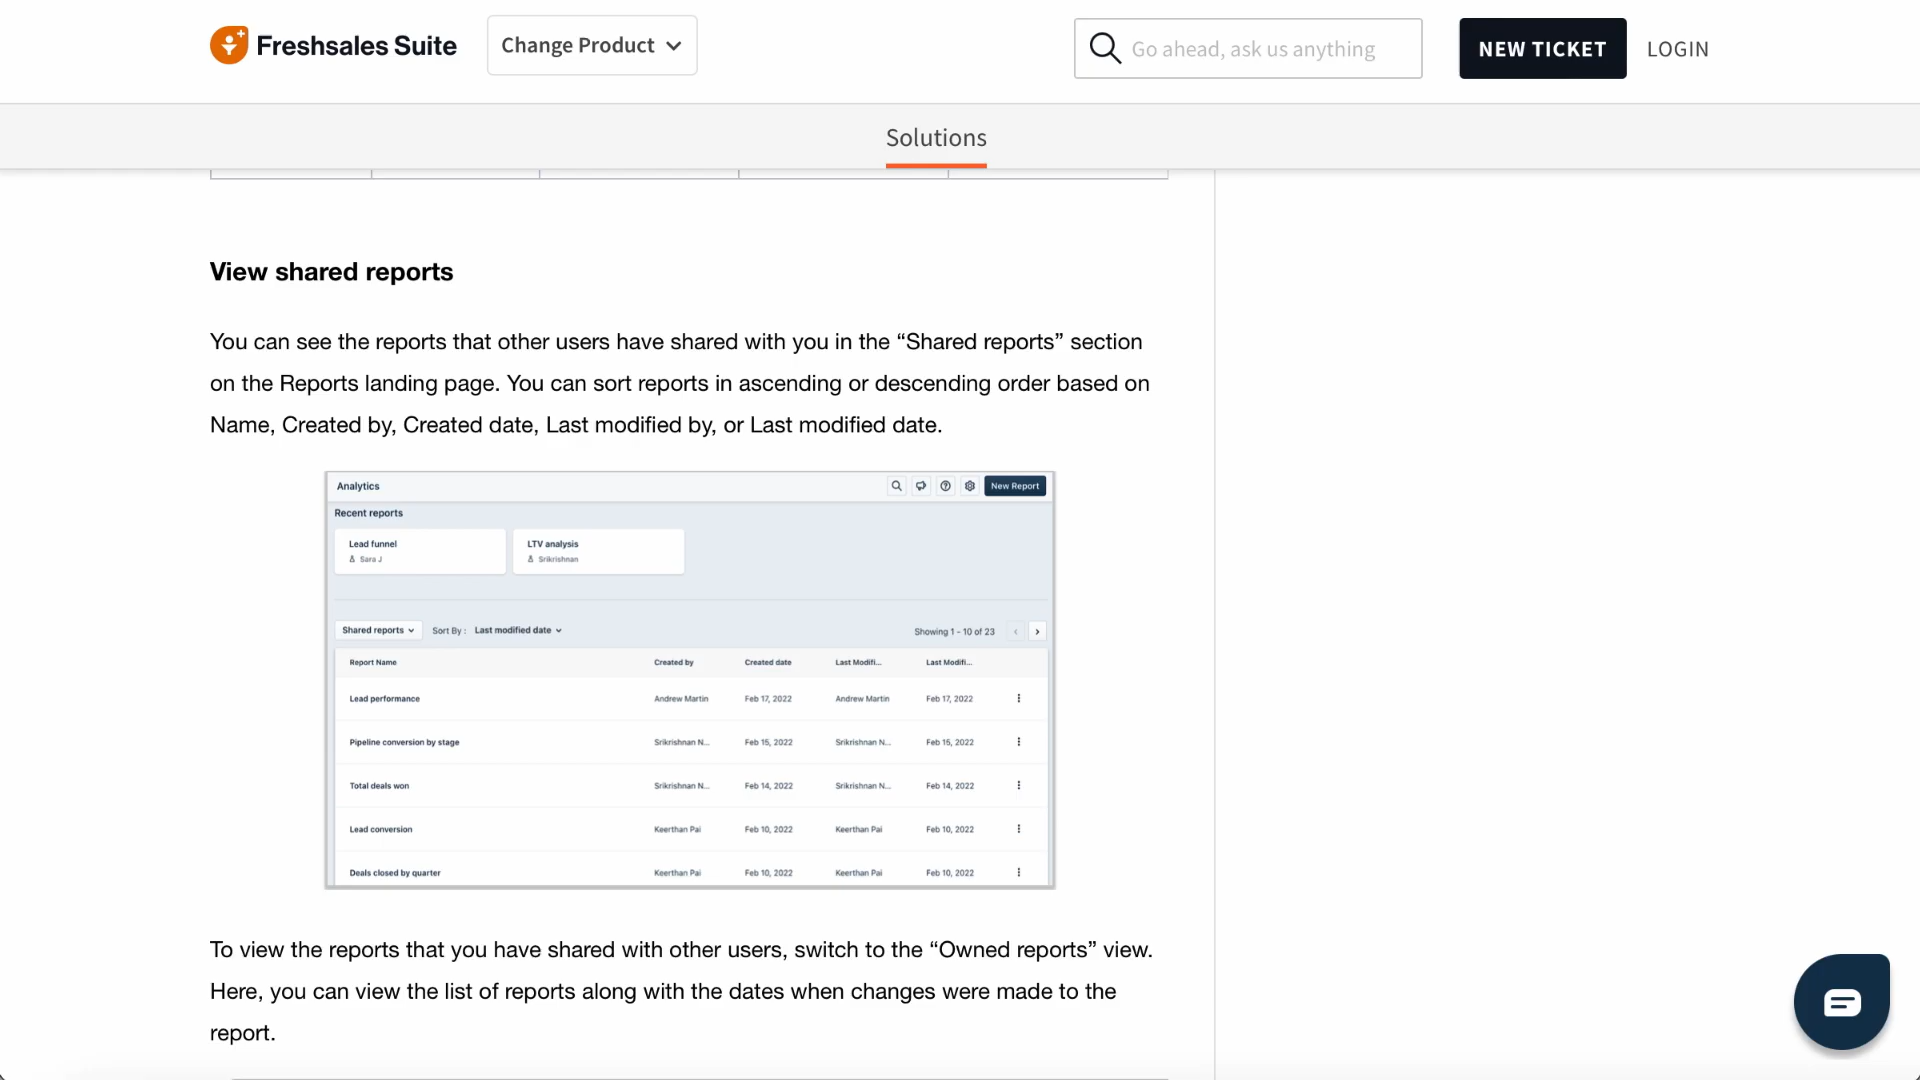 Freshsales Suite
Change Product
Go ahead, ask us anything
NEW TICKET
LOGIN
Solutions
View shared reports
You can see the reports that other users have shared with you in the “Shared reports” section
on the Reports landing page. You can sort reports in ascending or descending order based on
Name, Created by, Created date, Last modified by, or Last modified date.
Analytics
New Report
Recent reports
Lead funnel
Sara J
LTV analysis
Srikrishnan
Shared reports
Sort By : Last modified date
Showing 1 - 10 of 23
Report Name Created by Created date Last Modifi... Last Modifi...
Lead performance Andrew Martin Feb 17, 2022 Andrew Martin Feb 17, 2022
Pipeline conversion by stage Srikrishnan N... Feb 15, 2022 Srikrishnan N... Feb 15, 2022
Total deals won Srikrishnan N... Feb 14, 2022 Srikrishnan N... Feb 14, 2022
Lead conversion Keerthan Pai Feb 10, 2022 Keerthan Pai Feb 10, 2022
Deals closed by quarter Keerthan Pai Feb 10, 2022 Keerthan Pai Feb 10, 2022
To view the reports that you have shared with other users, switch to the “Owned reports” view.
Here, you can view the list of reports along with the dates when changes were made to the
report.